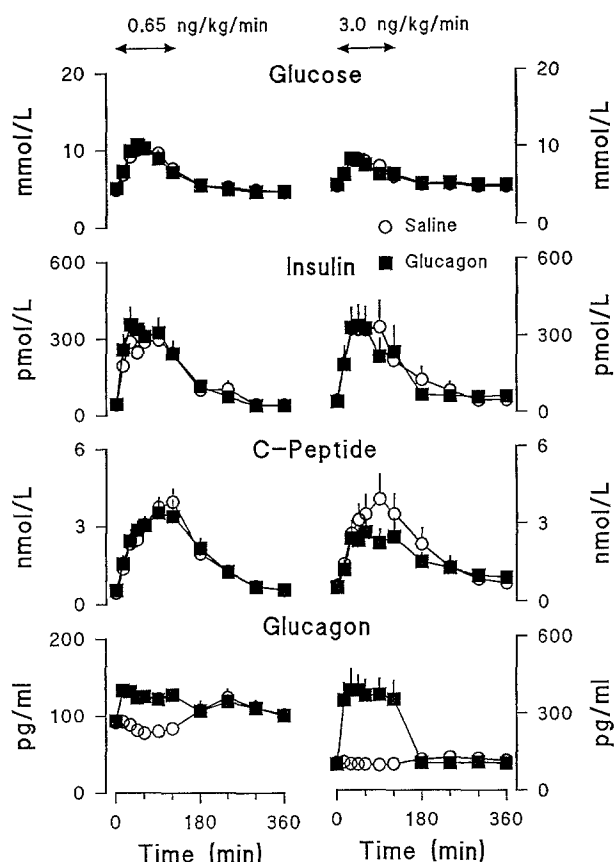 0.65 ng/kg/min
3.0 ng/kg/min
Glucose
20
10
0
mmol/L
20
10
0
mmol/L
Saline
Glucagon
Insulin
600
300
0
pmol/L
600
300
0
pmol/L
C-Peptide
6
3
0
nmol/L
6
4
2
0
nmol/L
Glucagon
200
100
0
pg/ml
600
300
0
pg/ml
0
180
360
0
180
360
Time (min)
Time (min)